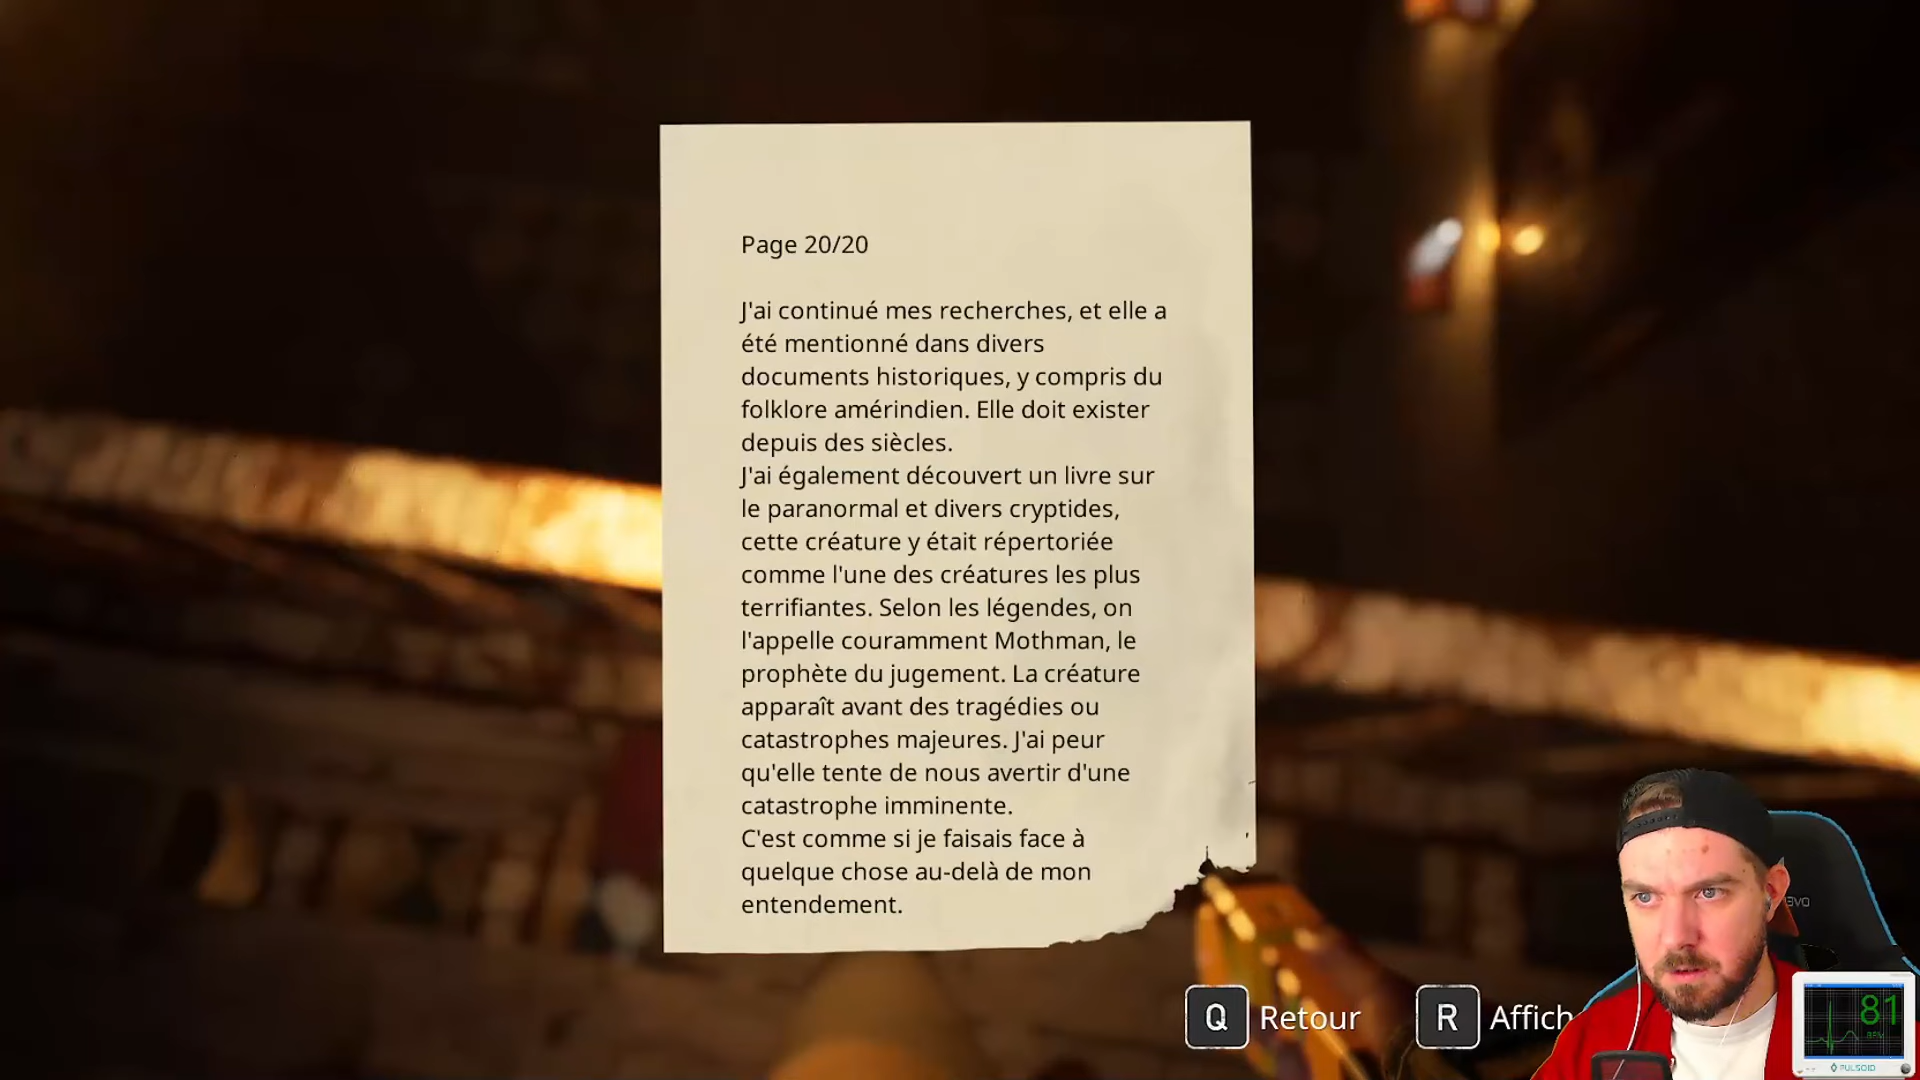 Page 20/20
J'ai continué mes recherches, et elle a
été mentionné dans divers
documents historiques, y compris du
folklore amérindien. Elle doit exister
depuis des siècles.
J'ai également découvert un livre sur
le paranormal et divers cryptides,
cette créature y était répertoriée
comme l'une des créatures les plus
terrifiantes. Selon les légendes, on
l'appelle couramment Mothman, le
prophète du jugement. La créature
apparaît avant des tragédies ou
catastrophes majeures. J'ai peur
qu'elle tente de nous avertir d'une
catastrophe imminente.
C'est comme si je faisais face à
quelque chose au-delà de mon
entendement.
Q Retour R Affich
81
BPM
PULSOID